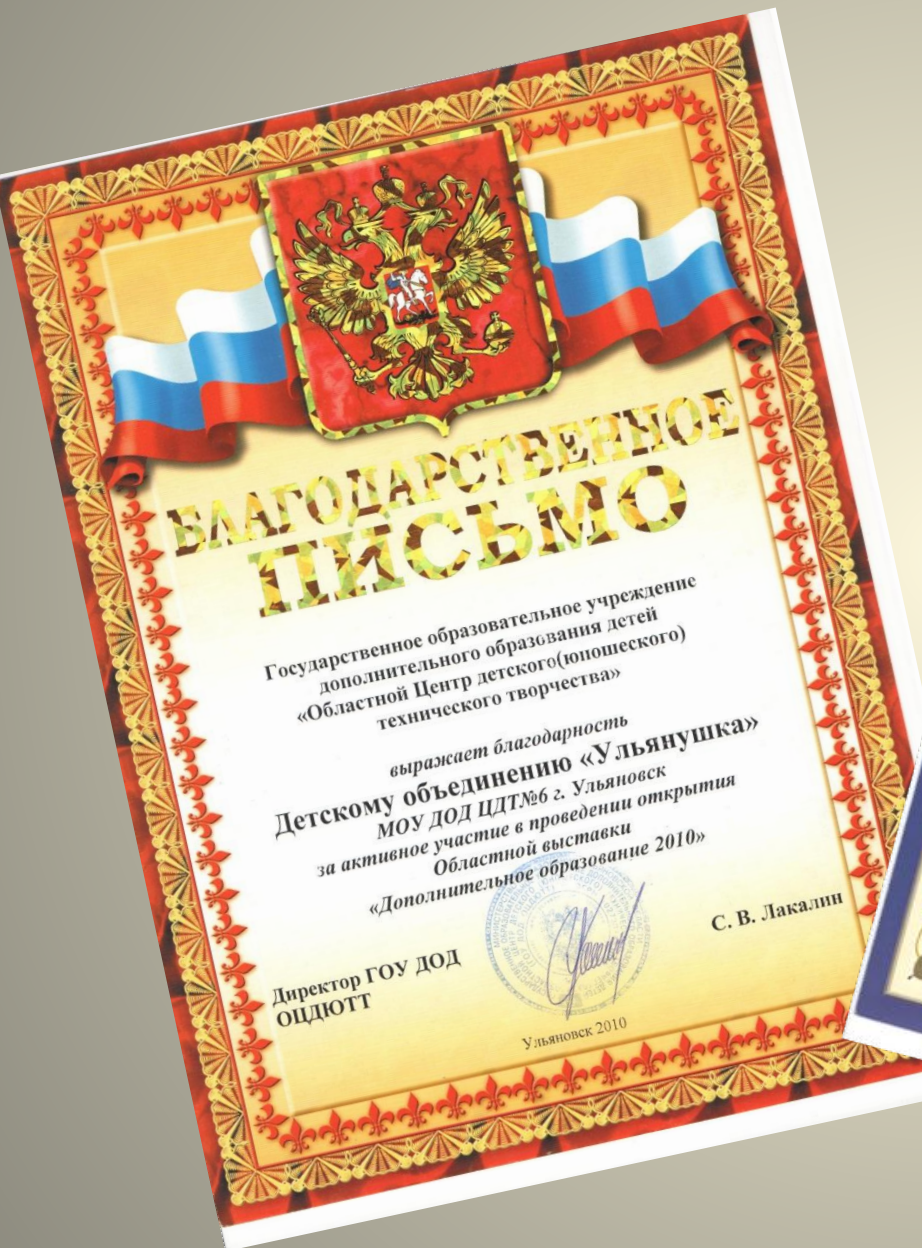 БЛАГОДАРСТВЕННОЕ
ПИСЬМО
Государственное образовательное учреждение
дополнительного образования детей
«Областной Центр детского(юношеского)
технического творчества»
выражает благодарность
Детскому объединению «Ульянушка»
МОУ ДОД ЦДТ№6 г. Ульяновск
за активное участие в проведении открытия
Областной выставки
«Дополнительное образование 2010»
Директор ГОУ ДОД
ОЦДЮТТ
С. В. Лакалин
Ульяновск 2010